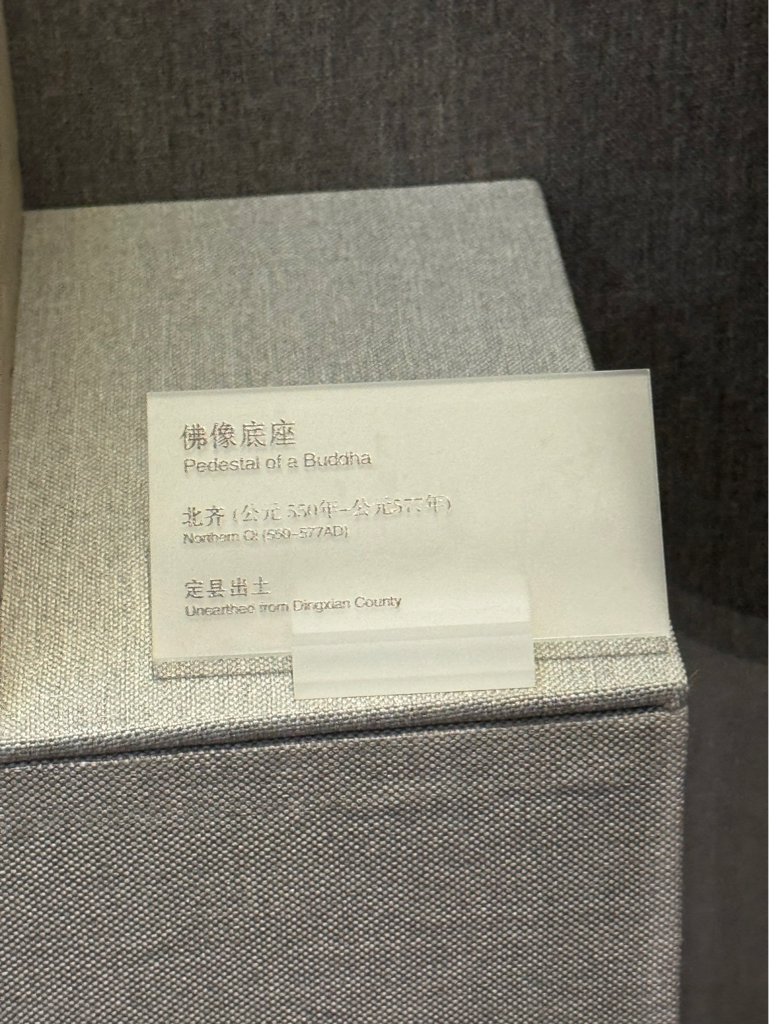 佛像底座
Pedestal of a Buddha
北齐 (公元 550年-公元577年)
Northern Qi (550-577AD)
定县出土
Unearthed from Dingxian County